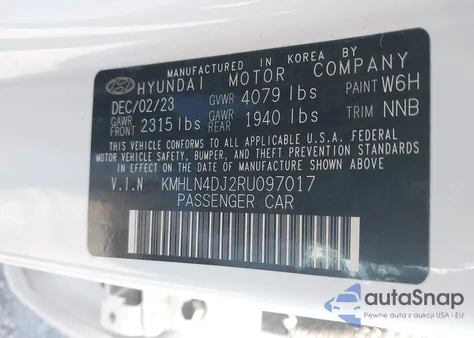 MANUFACTURED IN KOREA BY
HYUNDAI MOTOR COMPANY
DEC/02/23 GVWR 4079 lbs PAINT W6H
GAWR FRONT 2315 lbs GAWR REAR 1940 lbs TRIM NNB
THIS VEHICLE CONFORMS TO ALL APPLICABLE U.S.A. FEDERAL
MOTOR VEHICLE SAFETY, BUMPER, AND THEFT PREVENTION STANDARDS
IN EFFECT ON THE DATE OF MANUFACTURE SHOWN ABOVE.
V.I.N KMHLN4DJ2RU097017
PASSENGER CAR
autoSnap
Pewne auta z aukcji USA i EU